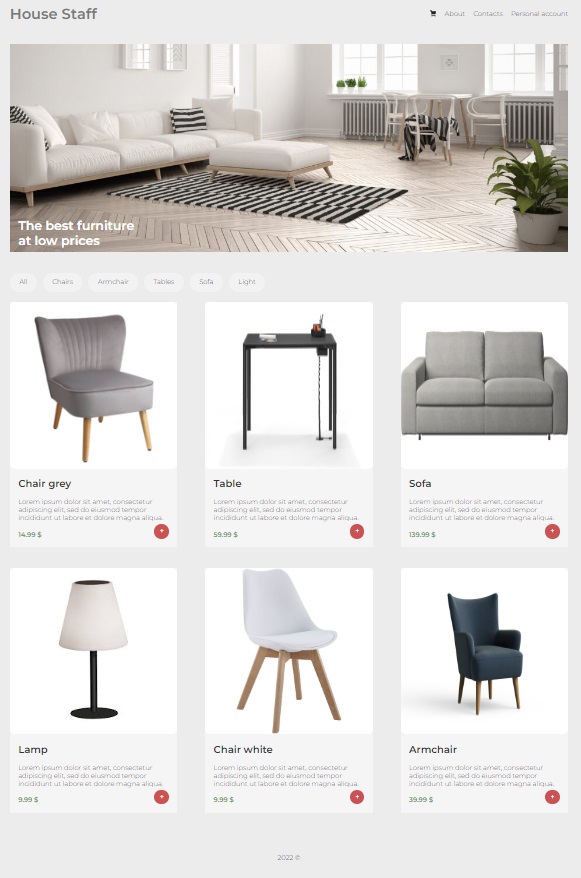 House Staff
About Contacts Personal account
The best furniture
at low prices
All Chairs Armchair Tables Sofa Light
Chair grey
Lorem ipsum dolor sit amet, consectetur
adipiscing elit, sed do eiusmod tempor
incididunt ut labore et dolore magna aliqua.
14.99 $
+
Table
Lorem ipsum dolor sit amet, consectetur
adipiscing elit, sed do eiusmod tempor
incididunt ut labore et dolore magna aliqua.
59.99 $
+
Sofa
Lorem ipsum dolor sit amet, consectetur
adipiscing elit, sed do eiusmod tempor
incididunt ut labore et dolore magna aliqua.
139.99 $
+
Lamp
Lorem ipsum dolor sit amet, consectetur
adipiscing elit, sed do eiusmod tempor
incididunt ut labore et dolore magna aliqua.
9.99 $
+
Chair white
Lorem ipsum dolor sit amet, consectetur
adipiscing elit, sed do eiusmod tempor
incididunt ut labore et dolore magna aliqua.
9.99 $
+
Armchair
Lorem ipsum dolor sit amet, consectetur
adipiscing elit, sed do eiusmod tempor
incididunt ut labore et dolore magna aliqua.
39.99 $
+
2022 ©